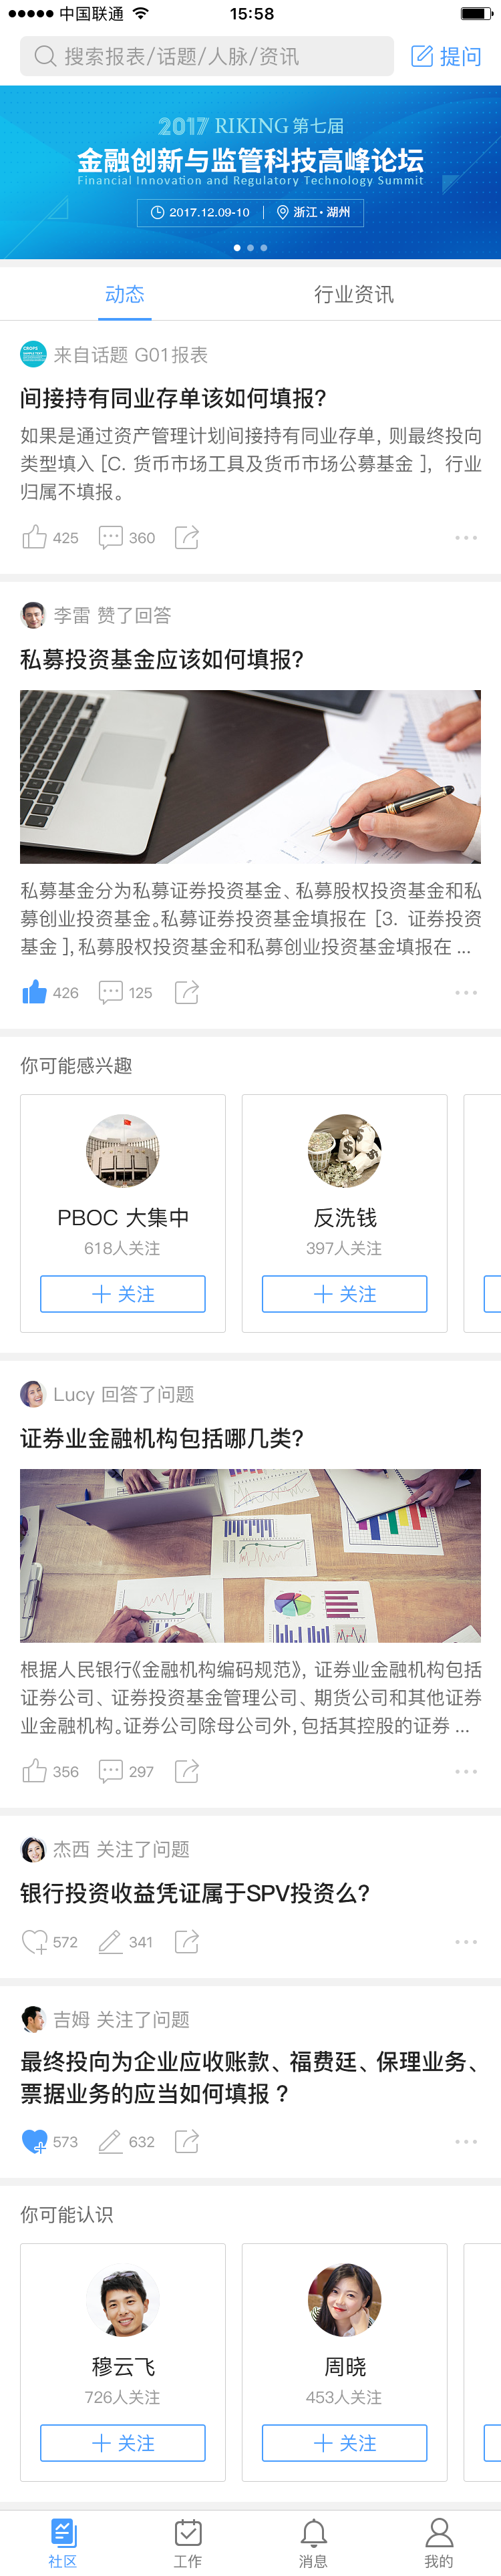 中国联通
15:58
搜索报表/话题/人脉/资讯
提问
2017 RIKING 第七届
金融创新与监管科技高峰论坛
Financial Innovation and Regulatory Technology Summit
2017.12.09-10
浙江·湖州
动态
行业资讯
来自话题 G01报表
间接持有同业存单该如何填报?
如果是通过资产管理计划间接持有同业存单，则最终投向
类型填入 [C. 货币市场工具及货币市场公募基金 ]，行业
归属不填报。
425
360
李雷 赞了回答
私募投资基金应该如何填报?
私募基金分为私募证券投资基金、私募股权投资基金和私
募创业投资基金。私募证券投资基金填报在 [3. 证券投资
基金 ], 私募股权投资基金和私募创业投资基金填报在 ...
426
125
你可能感兴趣
PBOC 大集中
618人关注
关注
反洗钱
397人关注
关注
Lucy 回答了问题
证券业金融机构包括哪几类?
根据人民银行《金融机构编码规范》，证券业金融机构包括
证券公司、证券投资基金管理公司、期货公司和其他证券
业金融机构。证券公司除母公司外, 包括其控股的证券 ...
356
297
杰西 关注了问题
银行投资收益凭证属于SPV投资么?
572
341
吉姆 关注了问题
最终投向为企业应收账款、福费廷、保理业务、
票据业务的应当如何填报 ?
573
632
你可能认识
穆云飞
726人关注
关注
周晓
453人关注
关注
社区
工作
消息
我的